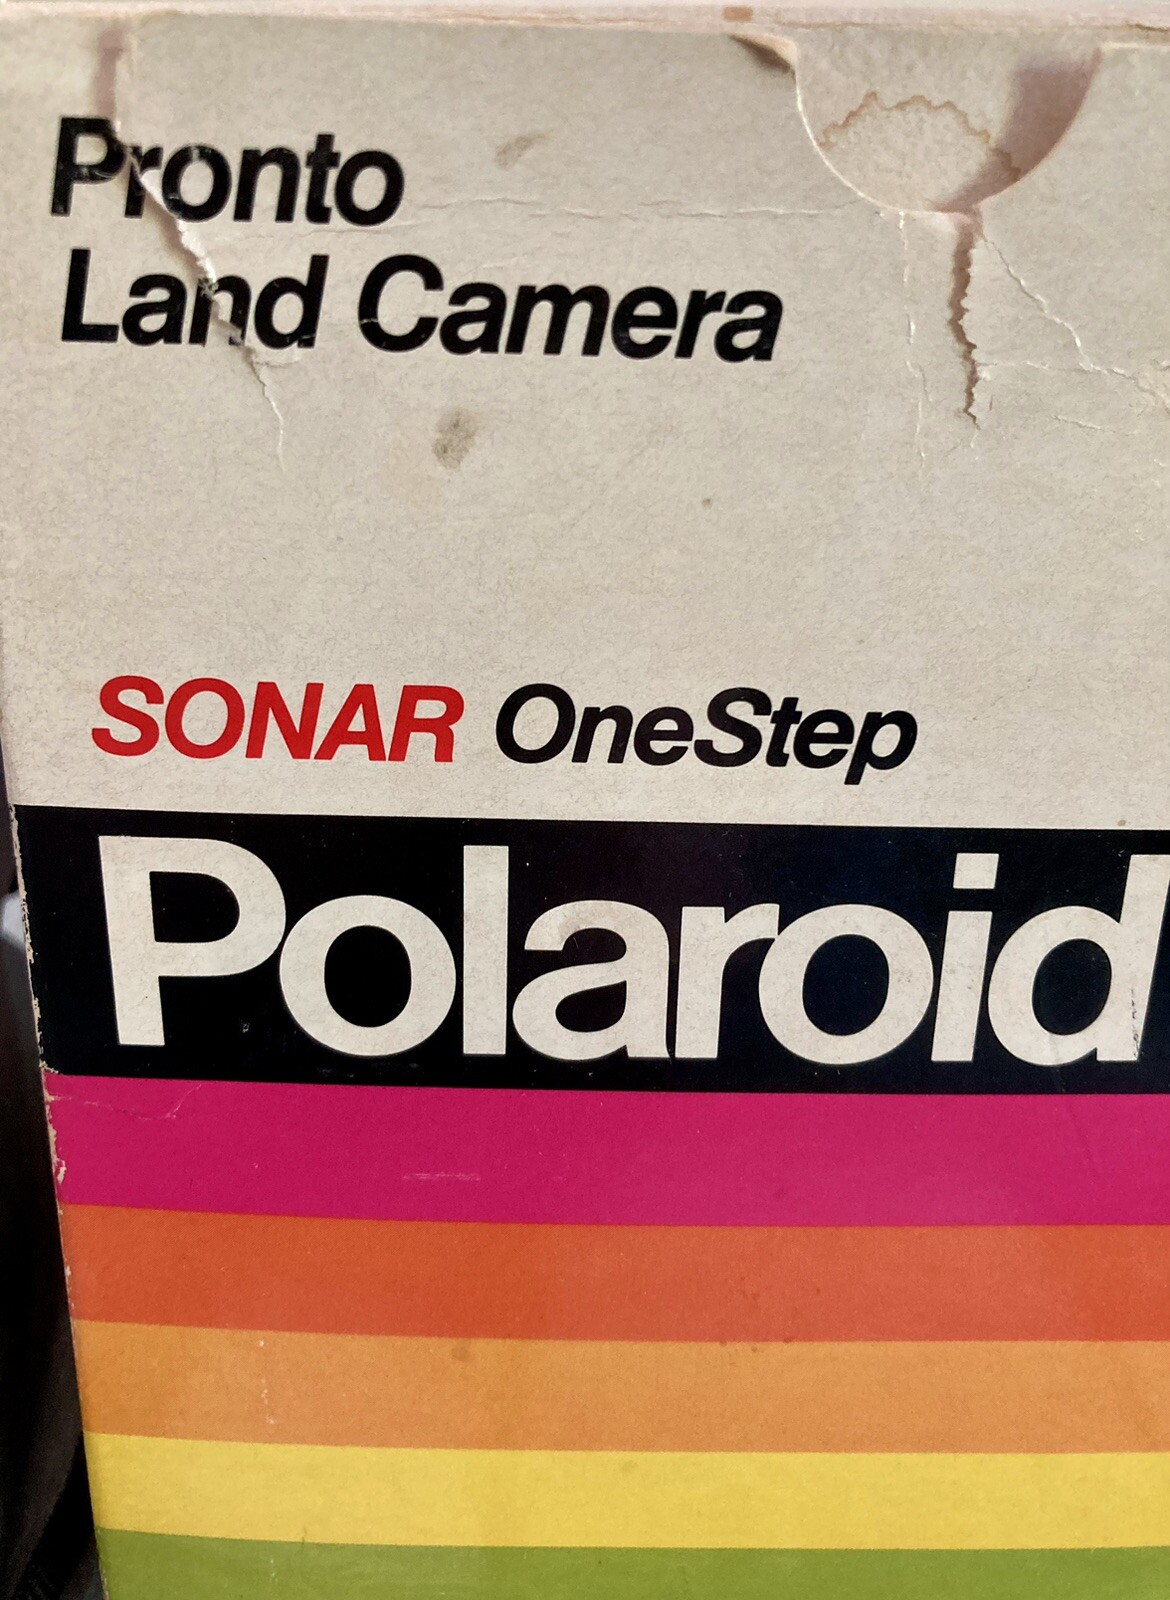 Pronto
Land Camera
SONAR OneStep
Polaroid